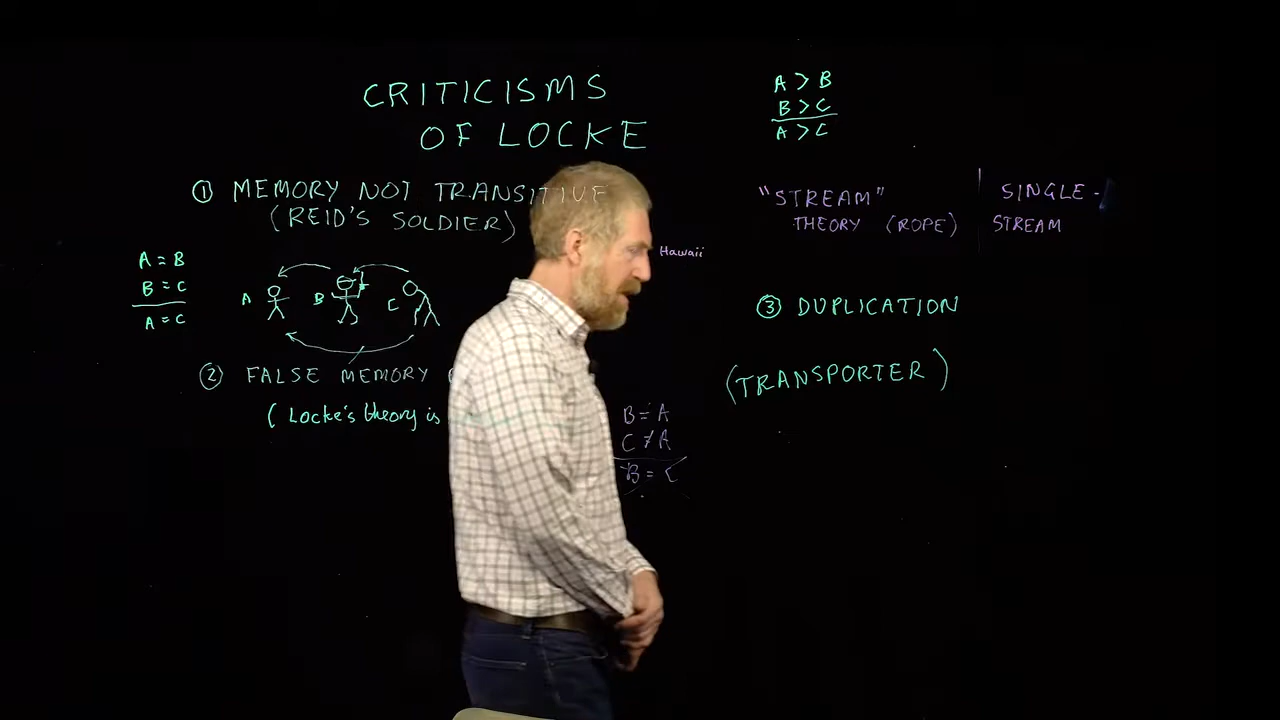 CRITICISMS
OF LOCKE
① MEMORY NOT TRANSITIVE
(REID'S SOLDIER)
A = B
B = C
A = C
A
B
C
② FALSE MEMORY
( Locke's theory is
Hawaii
B = A
C ≠ A
B = C
A > B
B > C
A > C
"STREAM"
THEORY (ROPE)
SINGLE -
STREAM
③ DUPLICATION
(TRANSPORTER)